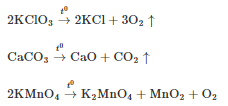 2KClO₃ →^{t⁰} 2KCl + 3O₂ ↑
CaCO₃ →^{t⁰} CaO + CO₂ ↑
2KMnO₄ →^{t⁰} K₂MnO₄ + MnO₂ + O₂